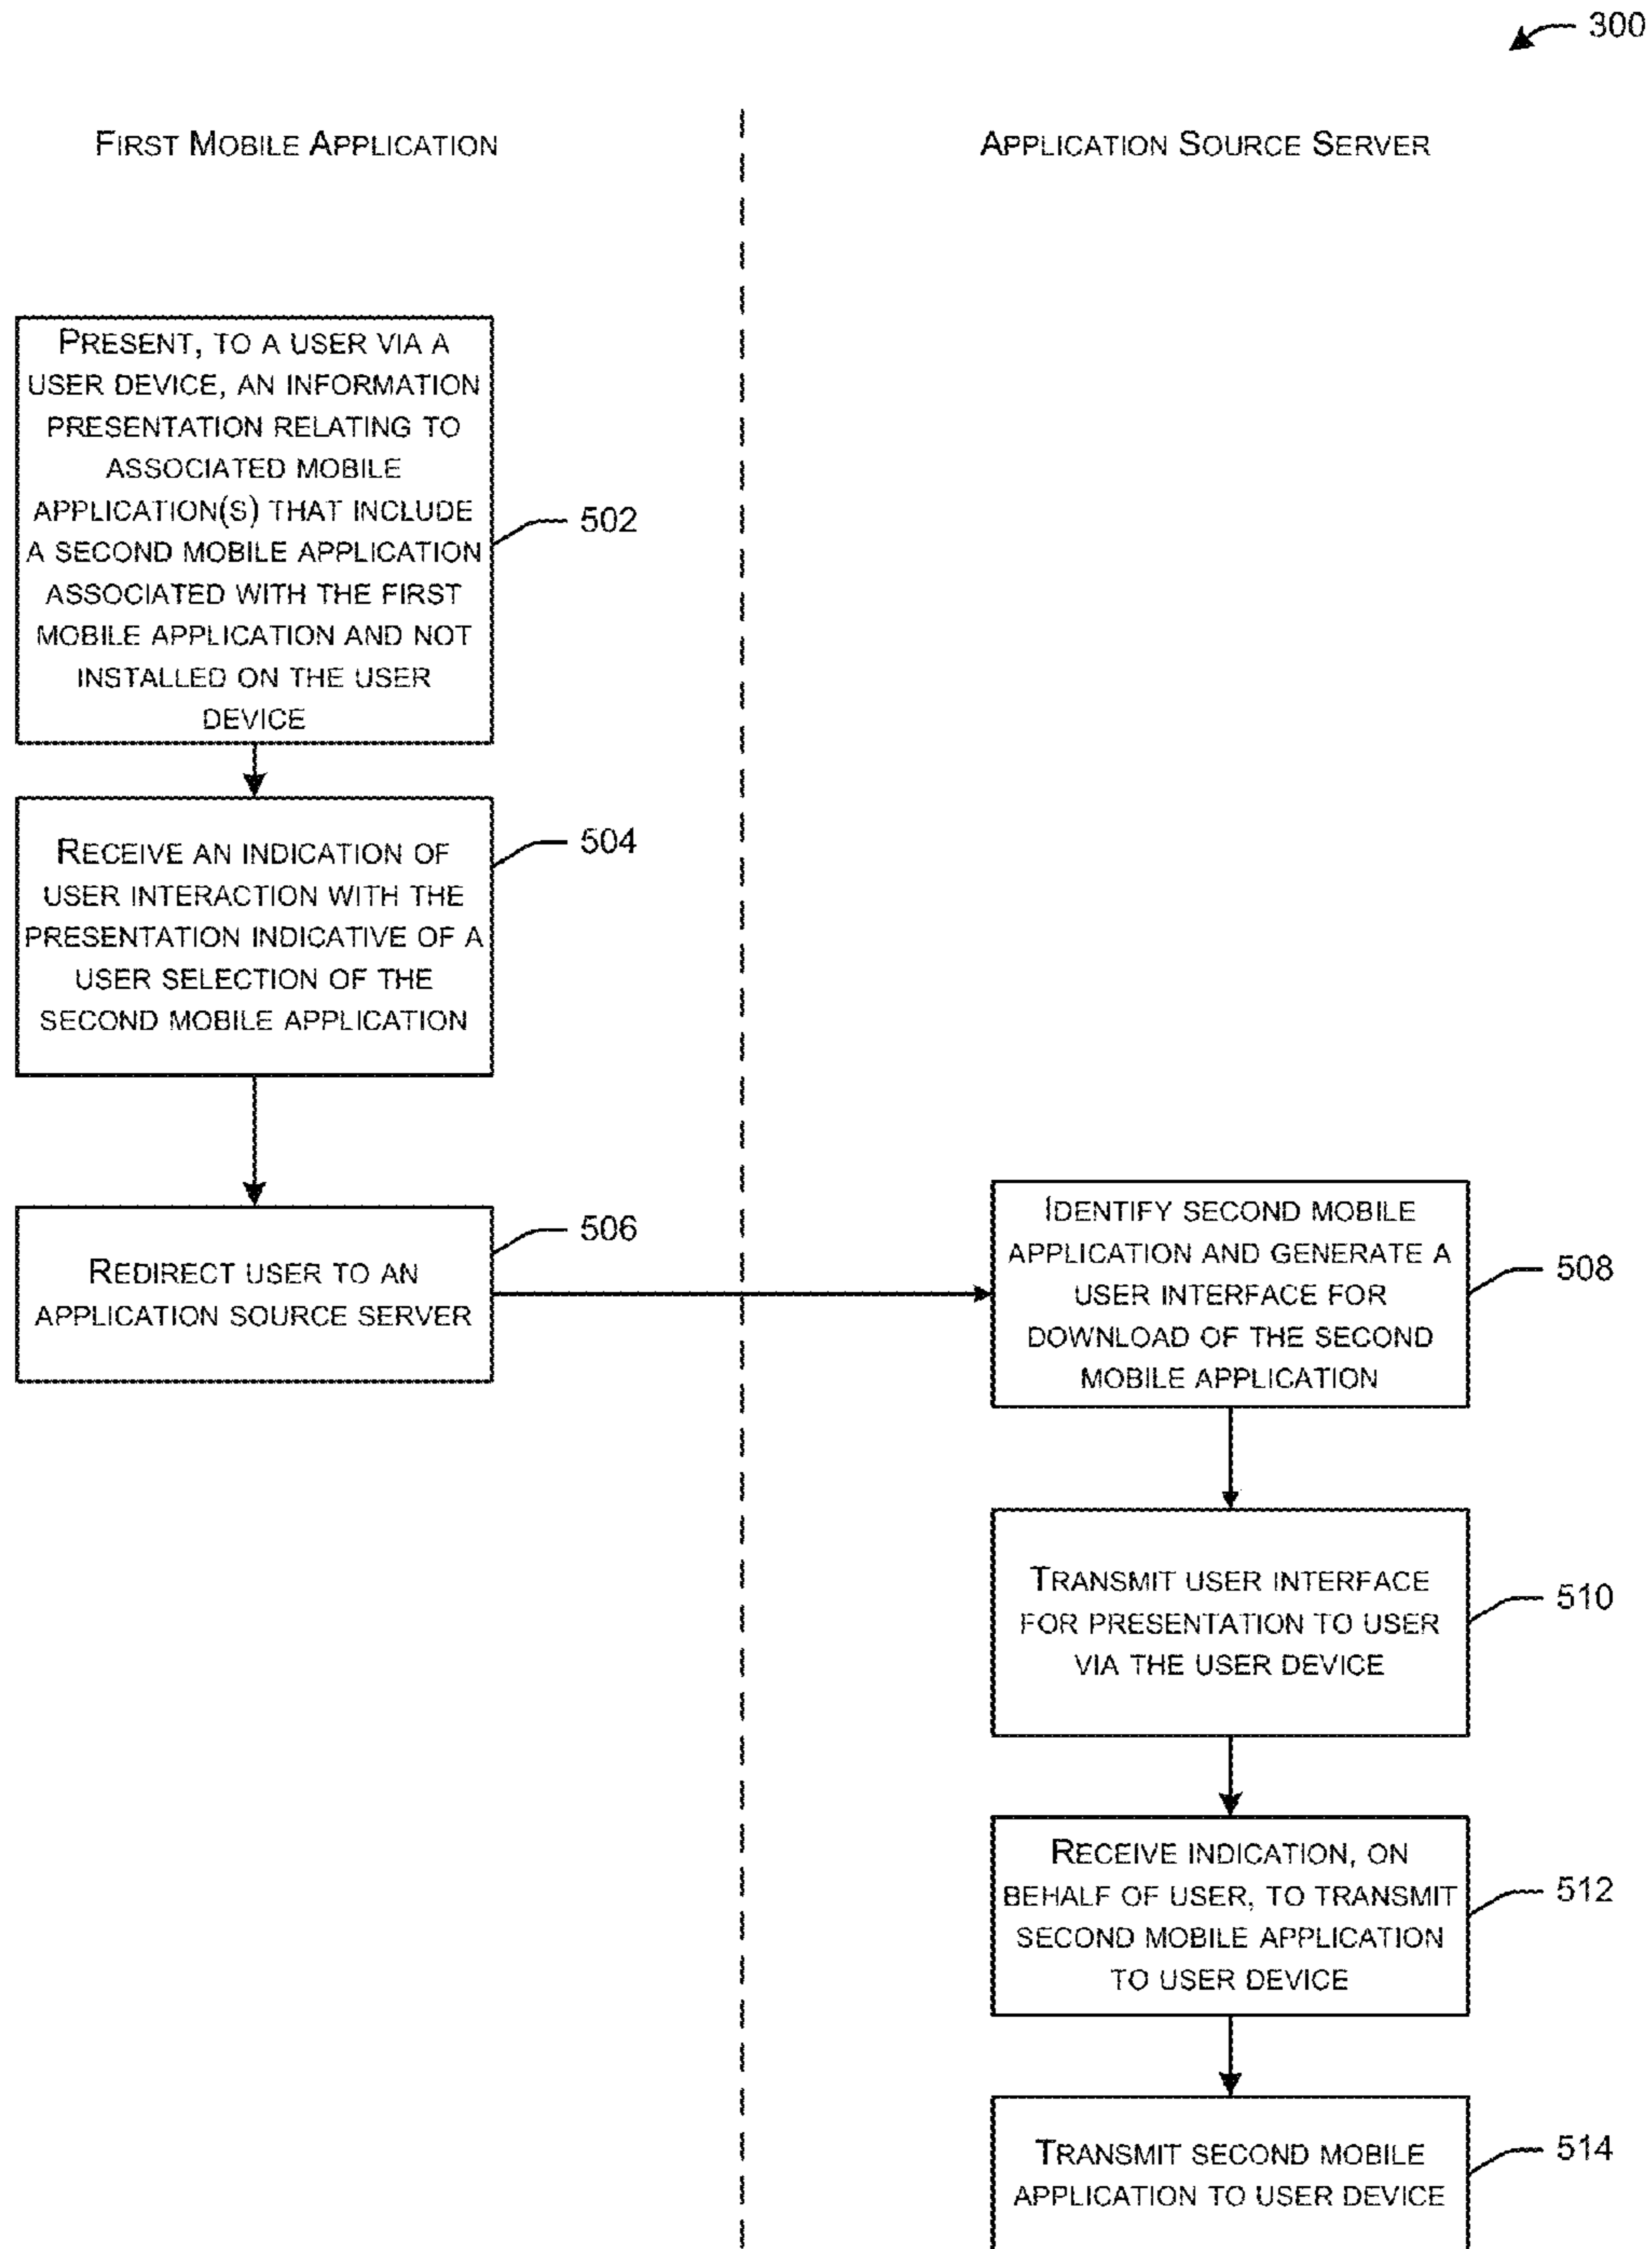 300
FIRST MOBILE APPLICATION
APPLICATION SOURCE SERVER
PRESENT, TO A USER VIA A
USER DEVICE, AN INFORMATION
PRESENTATION RELATING TO
ASSOCIATED MOBILE
APPLICATION(S) THAT INCLUDE
A SECOND MOBILE APPLICATION
ASSOCIATED WITH THE FIRST
MOBILE APPLICATION AND NOT
INSTALLED ON THE USER
DEVICE
502
RECEIVE AN INDICATION OF
USER INTERACTION WITH THE
PRESENTATION INDICATIVE OF A
USER SELECTION OF THE
SECOND MOBILE APPLICATION
504
REDIRECT USER TO AN
APPLICATION SOURCE SERVER
506
IDENTIFY SECOND MOBILE
APPLICATION AND GENERATE A
USER INTERFACE FOR
DOWNLOAD OF THE SECOND
MOBILE APPLICATION
508
TRANSMIT USER INTERFACE
FOR PRESENTATION TO USER
VIA THE USER DEVICE
510
RECEIVE INDICATION, ON
BEHALF OF USER, TO TRANSMIT
SECOND MOBILE APPLICATION
TO USER DEVICE
512
TRANSMIT SECOND MOBILE
APPLICATION TO USER DEVICE
514